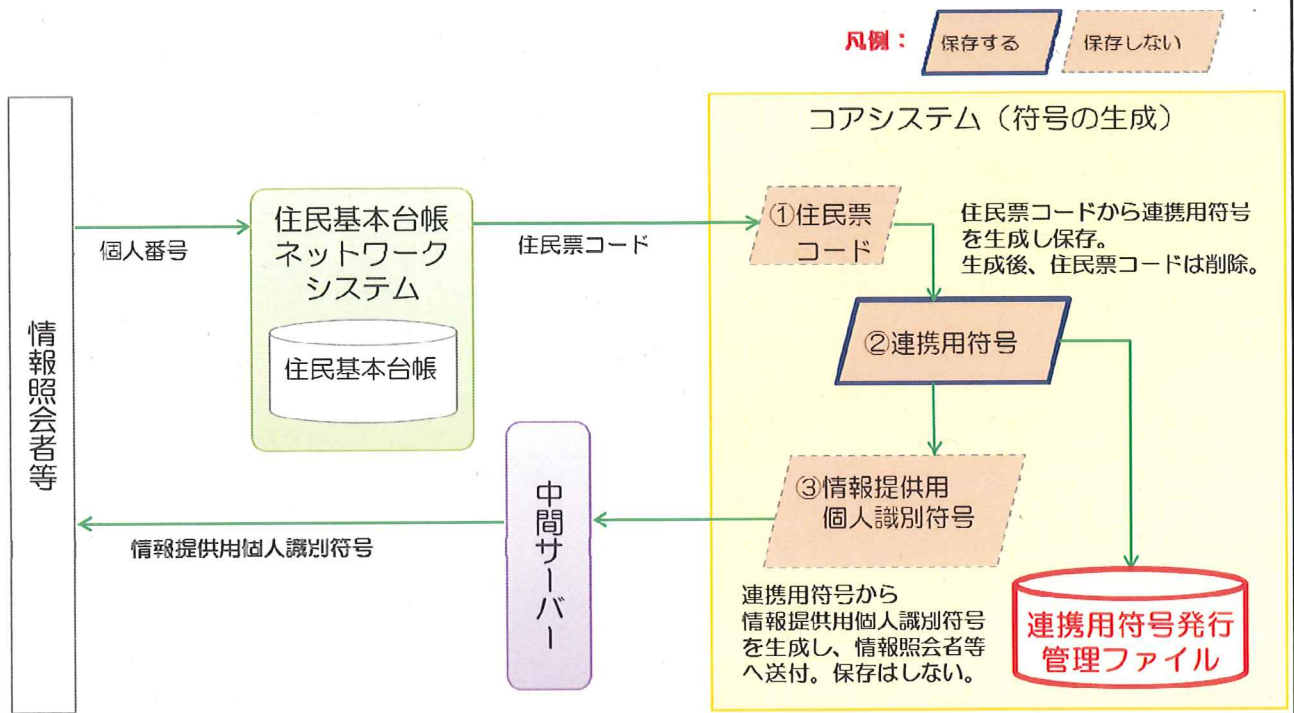 凡例：
保存する
保存しない
コアシステム（符号の生成）
情報照会者等
個人番号
住民基本台帳
ネットワーク
システム
住民基本台帳
住民票コード
①住民票
コード
住民票コードから連携用符号
を生成し保存。
生成後、住民票コードは削除。
②連携用符号
③情報提供用
個人識別符号
中間サーバー
情報提供用個人識別符号
連携用符号から
情報提供用個人識別符号
を生成し、情報照会者等
へ送付。保存はしない。
連携用符号発行
管理ファイル